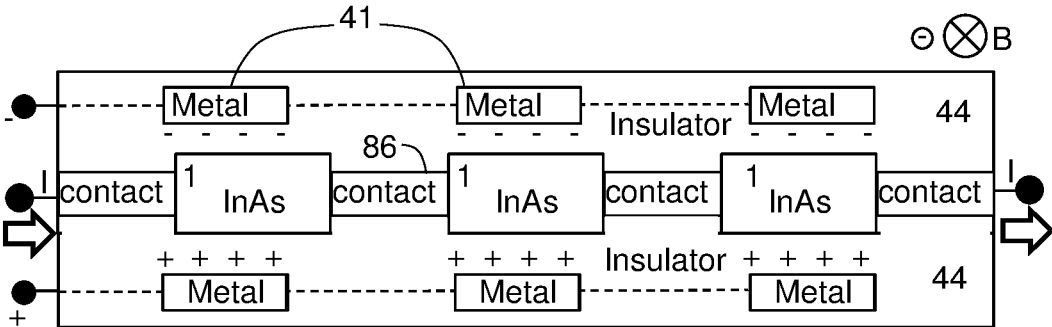 41
⊖ ⊗ B
Metal Metal Metal
- - - - - - - - - - - -
Insulator 44
-
86
I contact 1 InAs contact 1 InAs contact 1 InAs contact I
+ + + + + + + + + + + +
Insulator
Metal Metal Metal 44
+